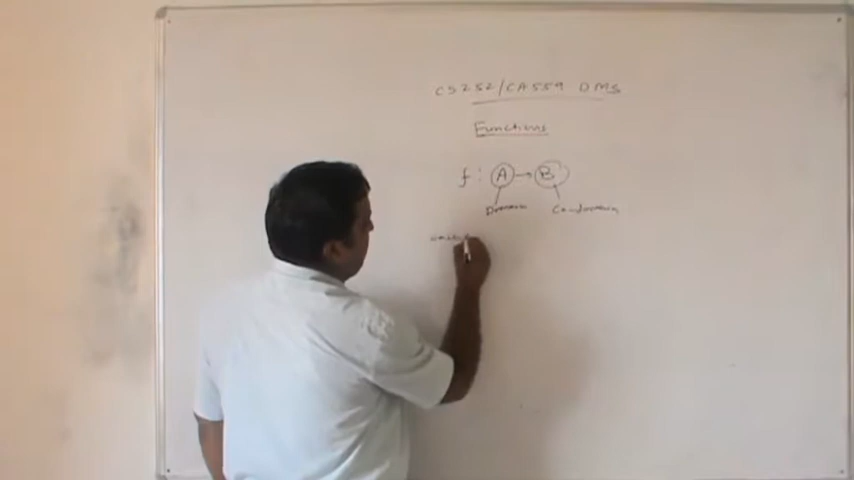 CS252/CA559 DMS
Functions
f : A → B
Domain Co-domain